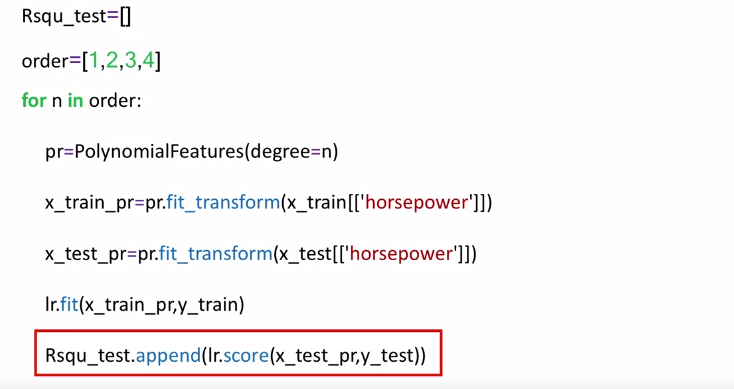 Rsqu_test=[]
order=[1,2,3,4]
for n in order:
pr=PolynomialFeatures(degree=n)
x_train_pr=pr.fit_transform(x_train[['horsepower']])
x_test_pr=pr.fit_transform(x_test[['horsepower']])
lr.fit(x_train_pr,y_train)
Rsqu_test.append(lr.score(x_test_pr,y_test))